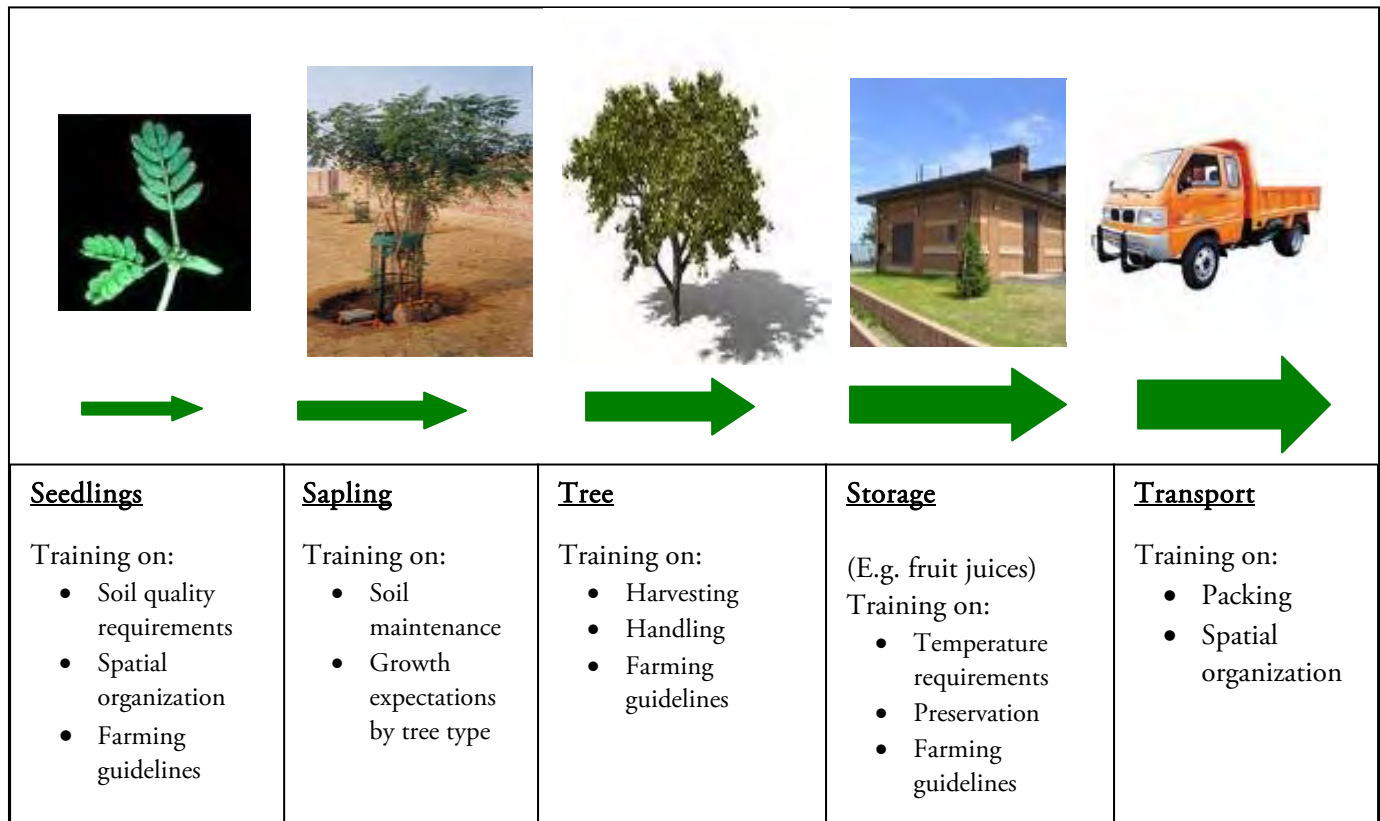 Seedlings
Training on:
• Soil quality
requirements
• Spatial
organization
• Farming
guidelines
Sapling
Training on:
• Soil
maintenance
• Growth
expectations
by tree type
Tree
Training on:
• Harvesting
• Handling
• Farming
guidelines
Storage
(E.g. fruit juices)
Training on:
• Temperature
requirements
• Preservation
• Farming
guidelines
Transport
Training on:
• Packing
• Spatial
organization